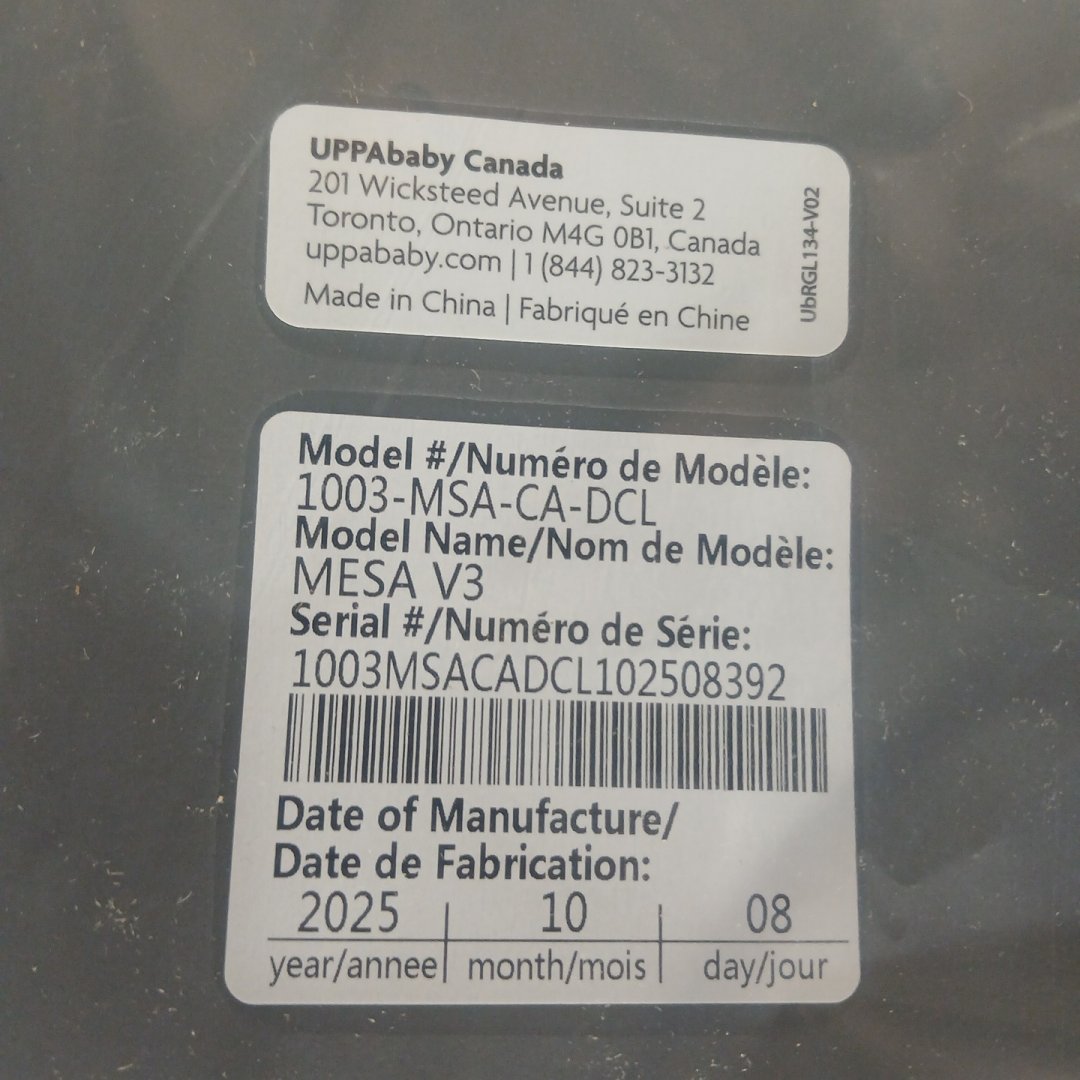 UPPAbaby Canada
201 Wicksteed Avenue, Suite 2
Toronto, Ontario M4G 0B1, Canada
uppababy.com | 1 (844) 823-3132
Made in China | Fabriqué en Chine
UbRGL134-V02
Model #/Numéro de Modèle:
1003-MSA-CA-DCL
Model Name/Nom de Modèle:
MESA V3
Serial #/Numéro de Série:
1003MSACADCL102508392
Date of Manufacture/
Date de Fabrication:
2025 | 10 | 08
year/annee | month/mois | day/jour